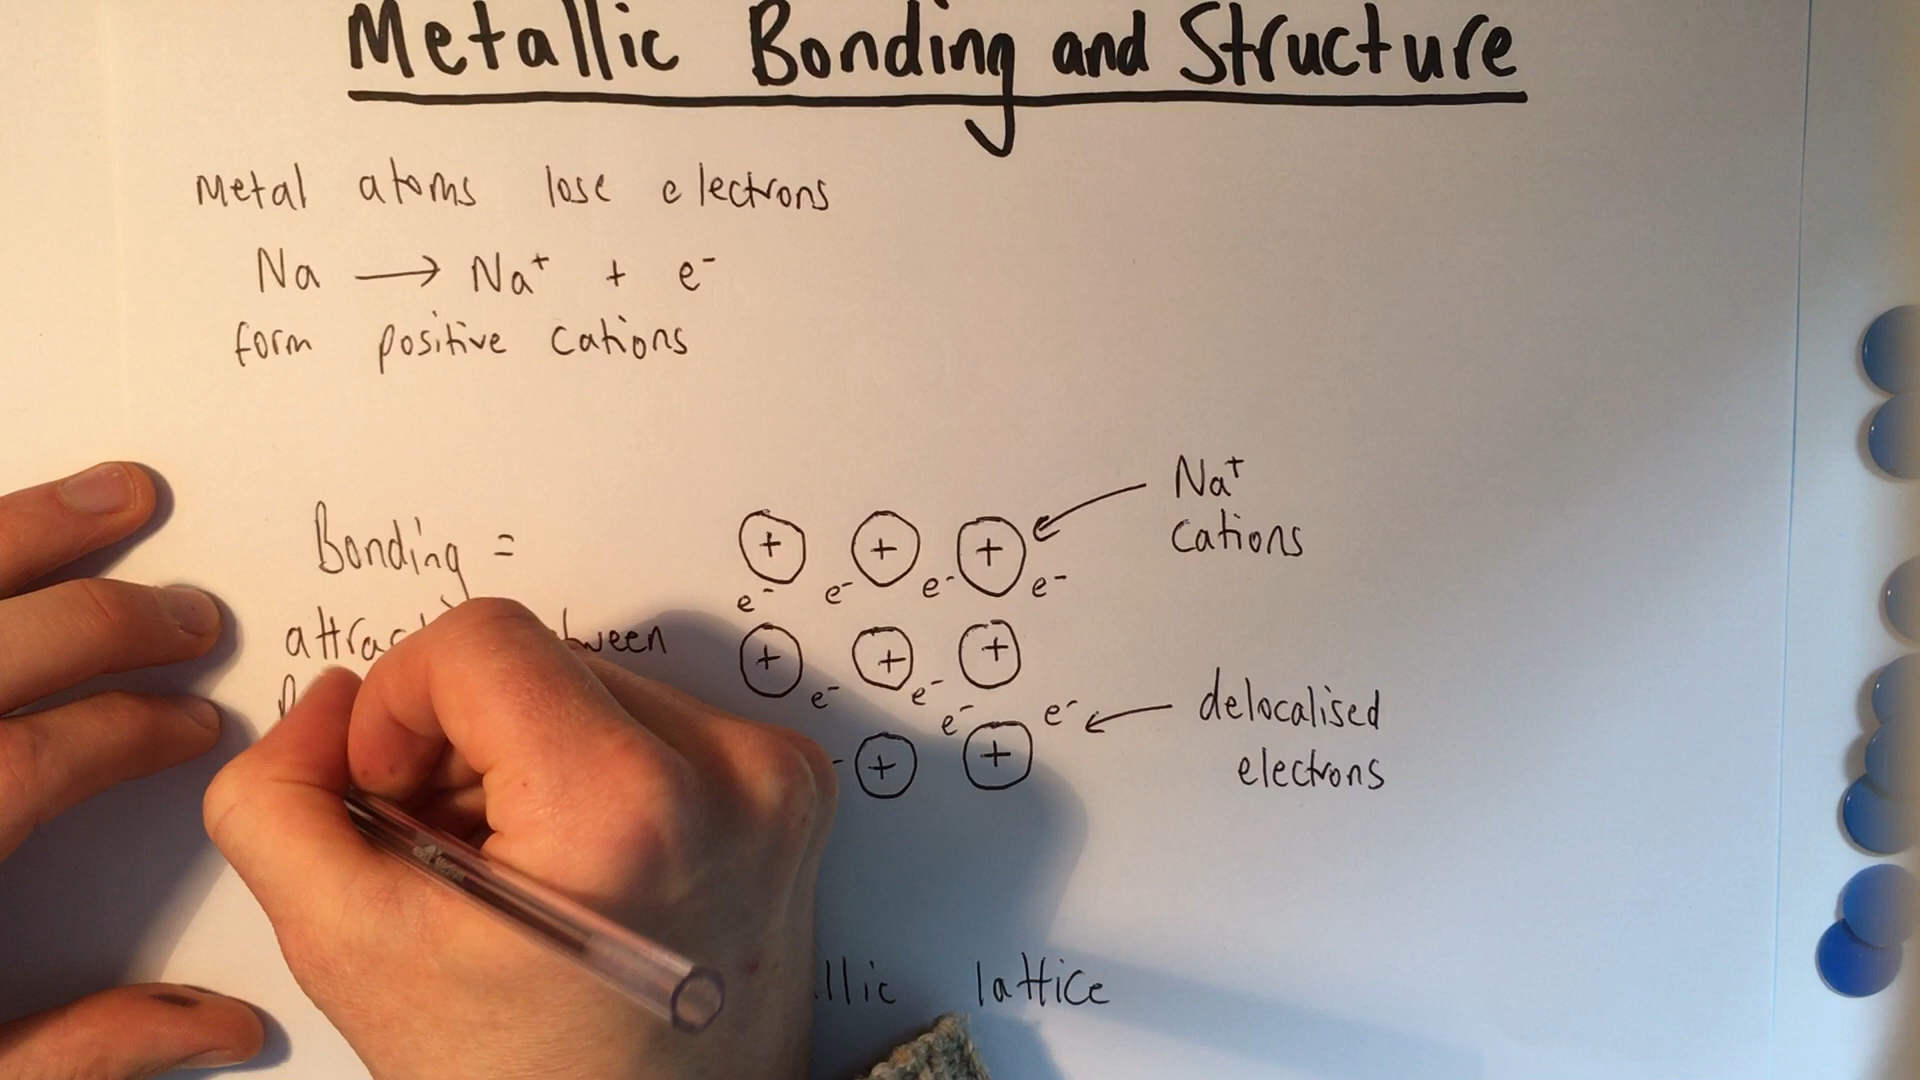 Metallic Bonding and Structure
Metal atoms lose electrons
Na → Na⁺ + e⁻
form positive cations
Na⁺
cations
Bonding =
+ + +
e⁻ e⁻ e⁻ e⁻
+ + +
e⁻ e⁻
e⁻ e⁻
delocalised
electrons
+ +
lattice